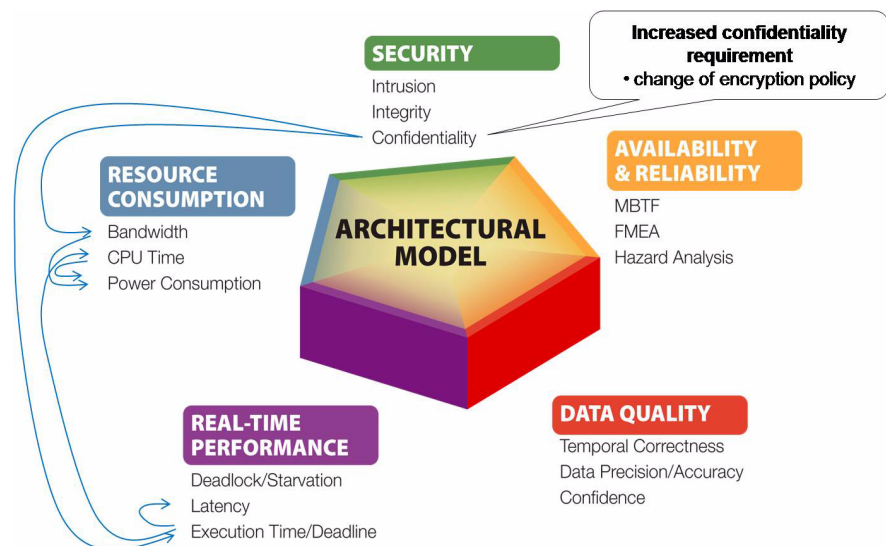 Increased confidentiality
requirement
• change of encryption policy
SECURITY
Intrusion
Integrity
Confidentiality
RESOURCE
CONSUMPTION
Bandwidth
CPU Time
Power Consumption
AVAILABILITY
& RELIABILITY
MBTF
FMEA
Hazard Analysis
ARCHITECTURAL
MODEL
REAL-TIME
PERFORMANCE
Deadlock/Starvation
Latency
Execution Time/Deadline
DATA QUALITY
Temporal Correctness
Data Precision/Accuracy
Confidence